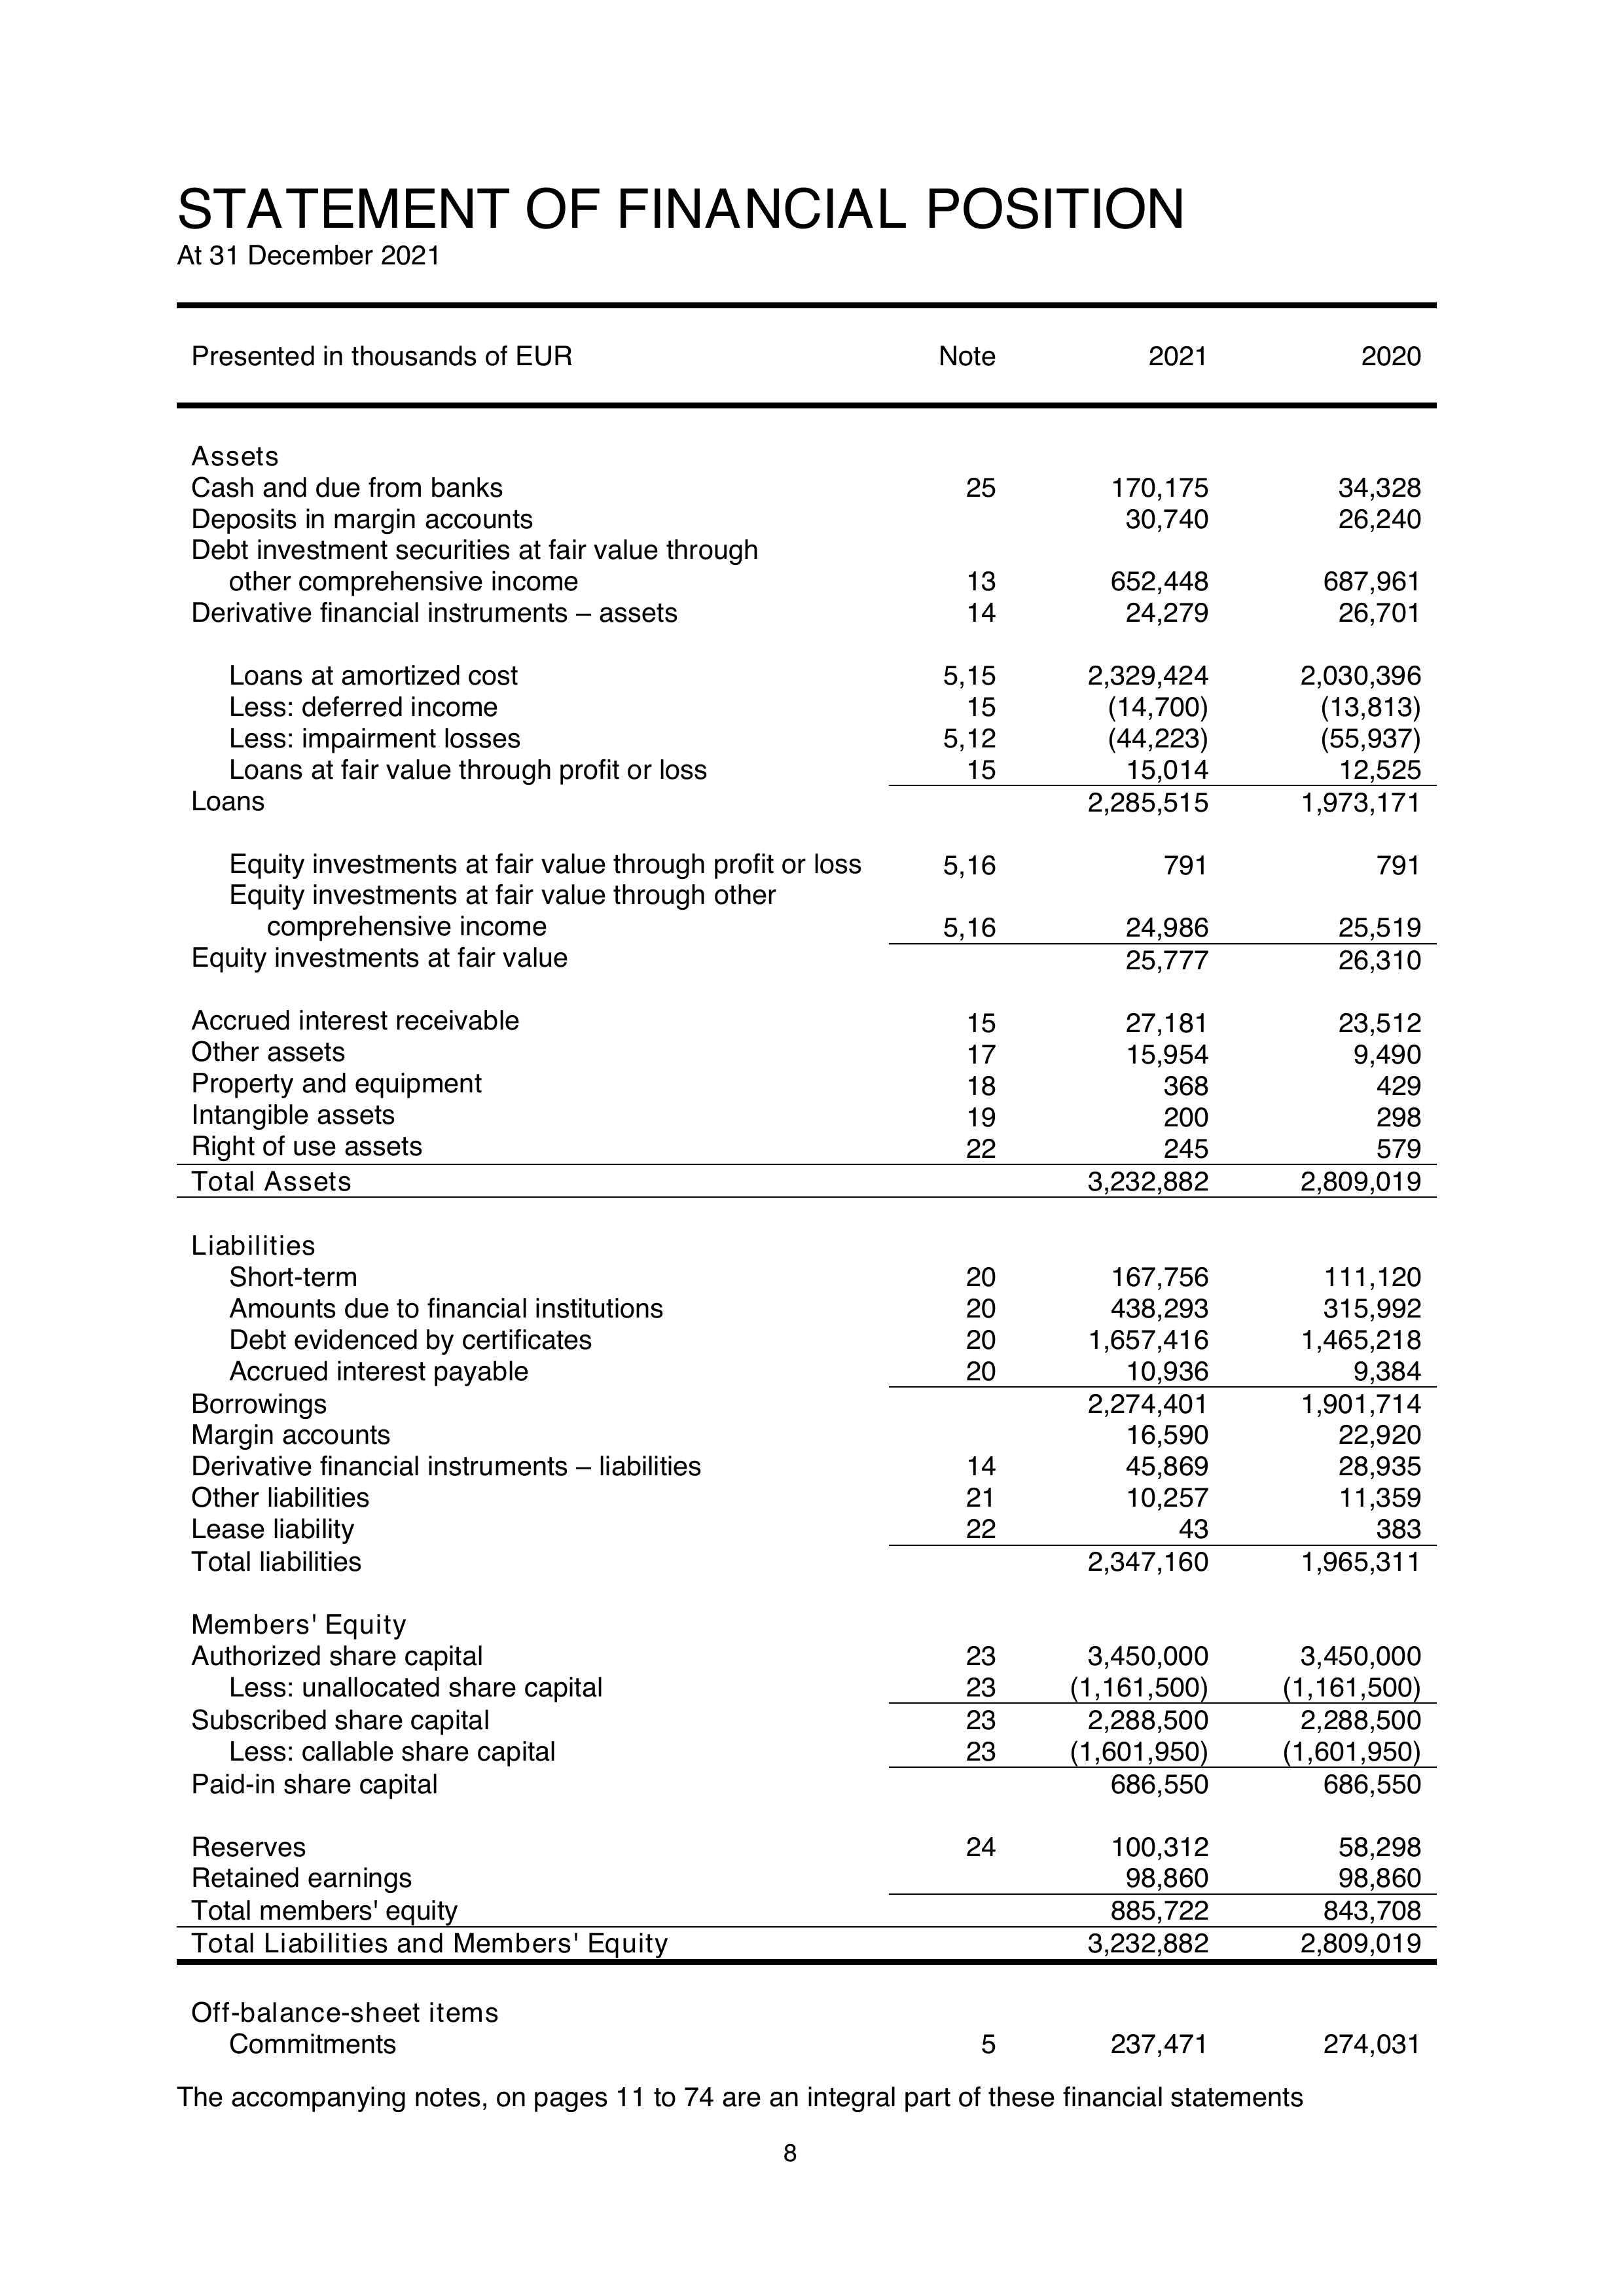 STATEMENT OF FINANCIAL POSITION
At 31 December 2021
Presented in thousands of EUR Note 2021 2020
Assets
Cash and due from banks 25 170,175 34,328
Deposits in margin accounts 30,740 26,240
Debt investment securities at fair value through
other comprehensive income 13 652,448 687,961
Derivative financial instruments – assets 14 24,279 26,701
Loans at amortized cost 5,15 2,329,424 2,030,396
Less: deferred income 15 (14,700) (13,813)
Less: impairment losses 5,12 (44,223) (55,937)
Loans at fair value through profit or loss 15 15,014 12,525
Loans 2,285,515 1,973,171
Equity investments at fair value through profit or loss 5,16 791 791
Equity investments at fair value through other
comprehensive income 5,16 24,986 25,519
Equity investments at fair value 25,777 26,310
Accrued interest receivable 15 27,181 23,512
Other assets 17 15,954 9,490
Property and equipment 18 368 429
Intangible assets 19 200 298
Right of use assets 22 245 579
Total Assets 3,232,882 2,809,019
Liabilities
Short-term 20 167,756 111,120
Amounts due to financial institutions 20 438,293 315,992
Debt evidenced by certificates 20 1,657,416 1,465,218
Accrued interest payable 20 10,936 9,384
Borrowings 2,274,401 1,901,714
Margin accounts 16,590 22,920
Derivative financial instruments – liabilities 14 45,869 28,935
Other liabilities 21 10,257 11,359
Lease liability 22 43 383
Total liabilities 2,347,160 1,965,311
Members' Equity
Authorized share capital 23 3,450,000 3,450,000
Less: unallocated share capital 23 (1,161,500) (1,161,500)
Subscribed share capital 23 2,288,500 2,288,500
Less: callable share capital 23 (1,601,950) (1,601,950)
Paid-in share capital 686,550 686,550
Reserves 24 100,312 58,298
Retained earnings 98,860 98,860
Total members' equity 885,722 843,708
Total Liabilities and Members' Equity 3,232,882 2,809,019
Off-balance-sheet items
Commitments 5 237,471 274,031
The accompanying notes, on pages 11 to 74 are an integral part of these financial statements
8